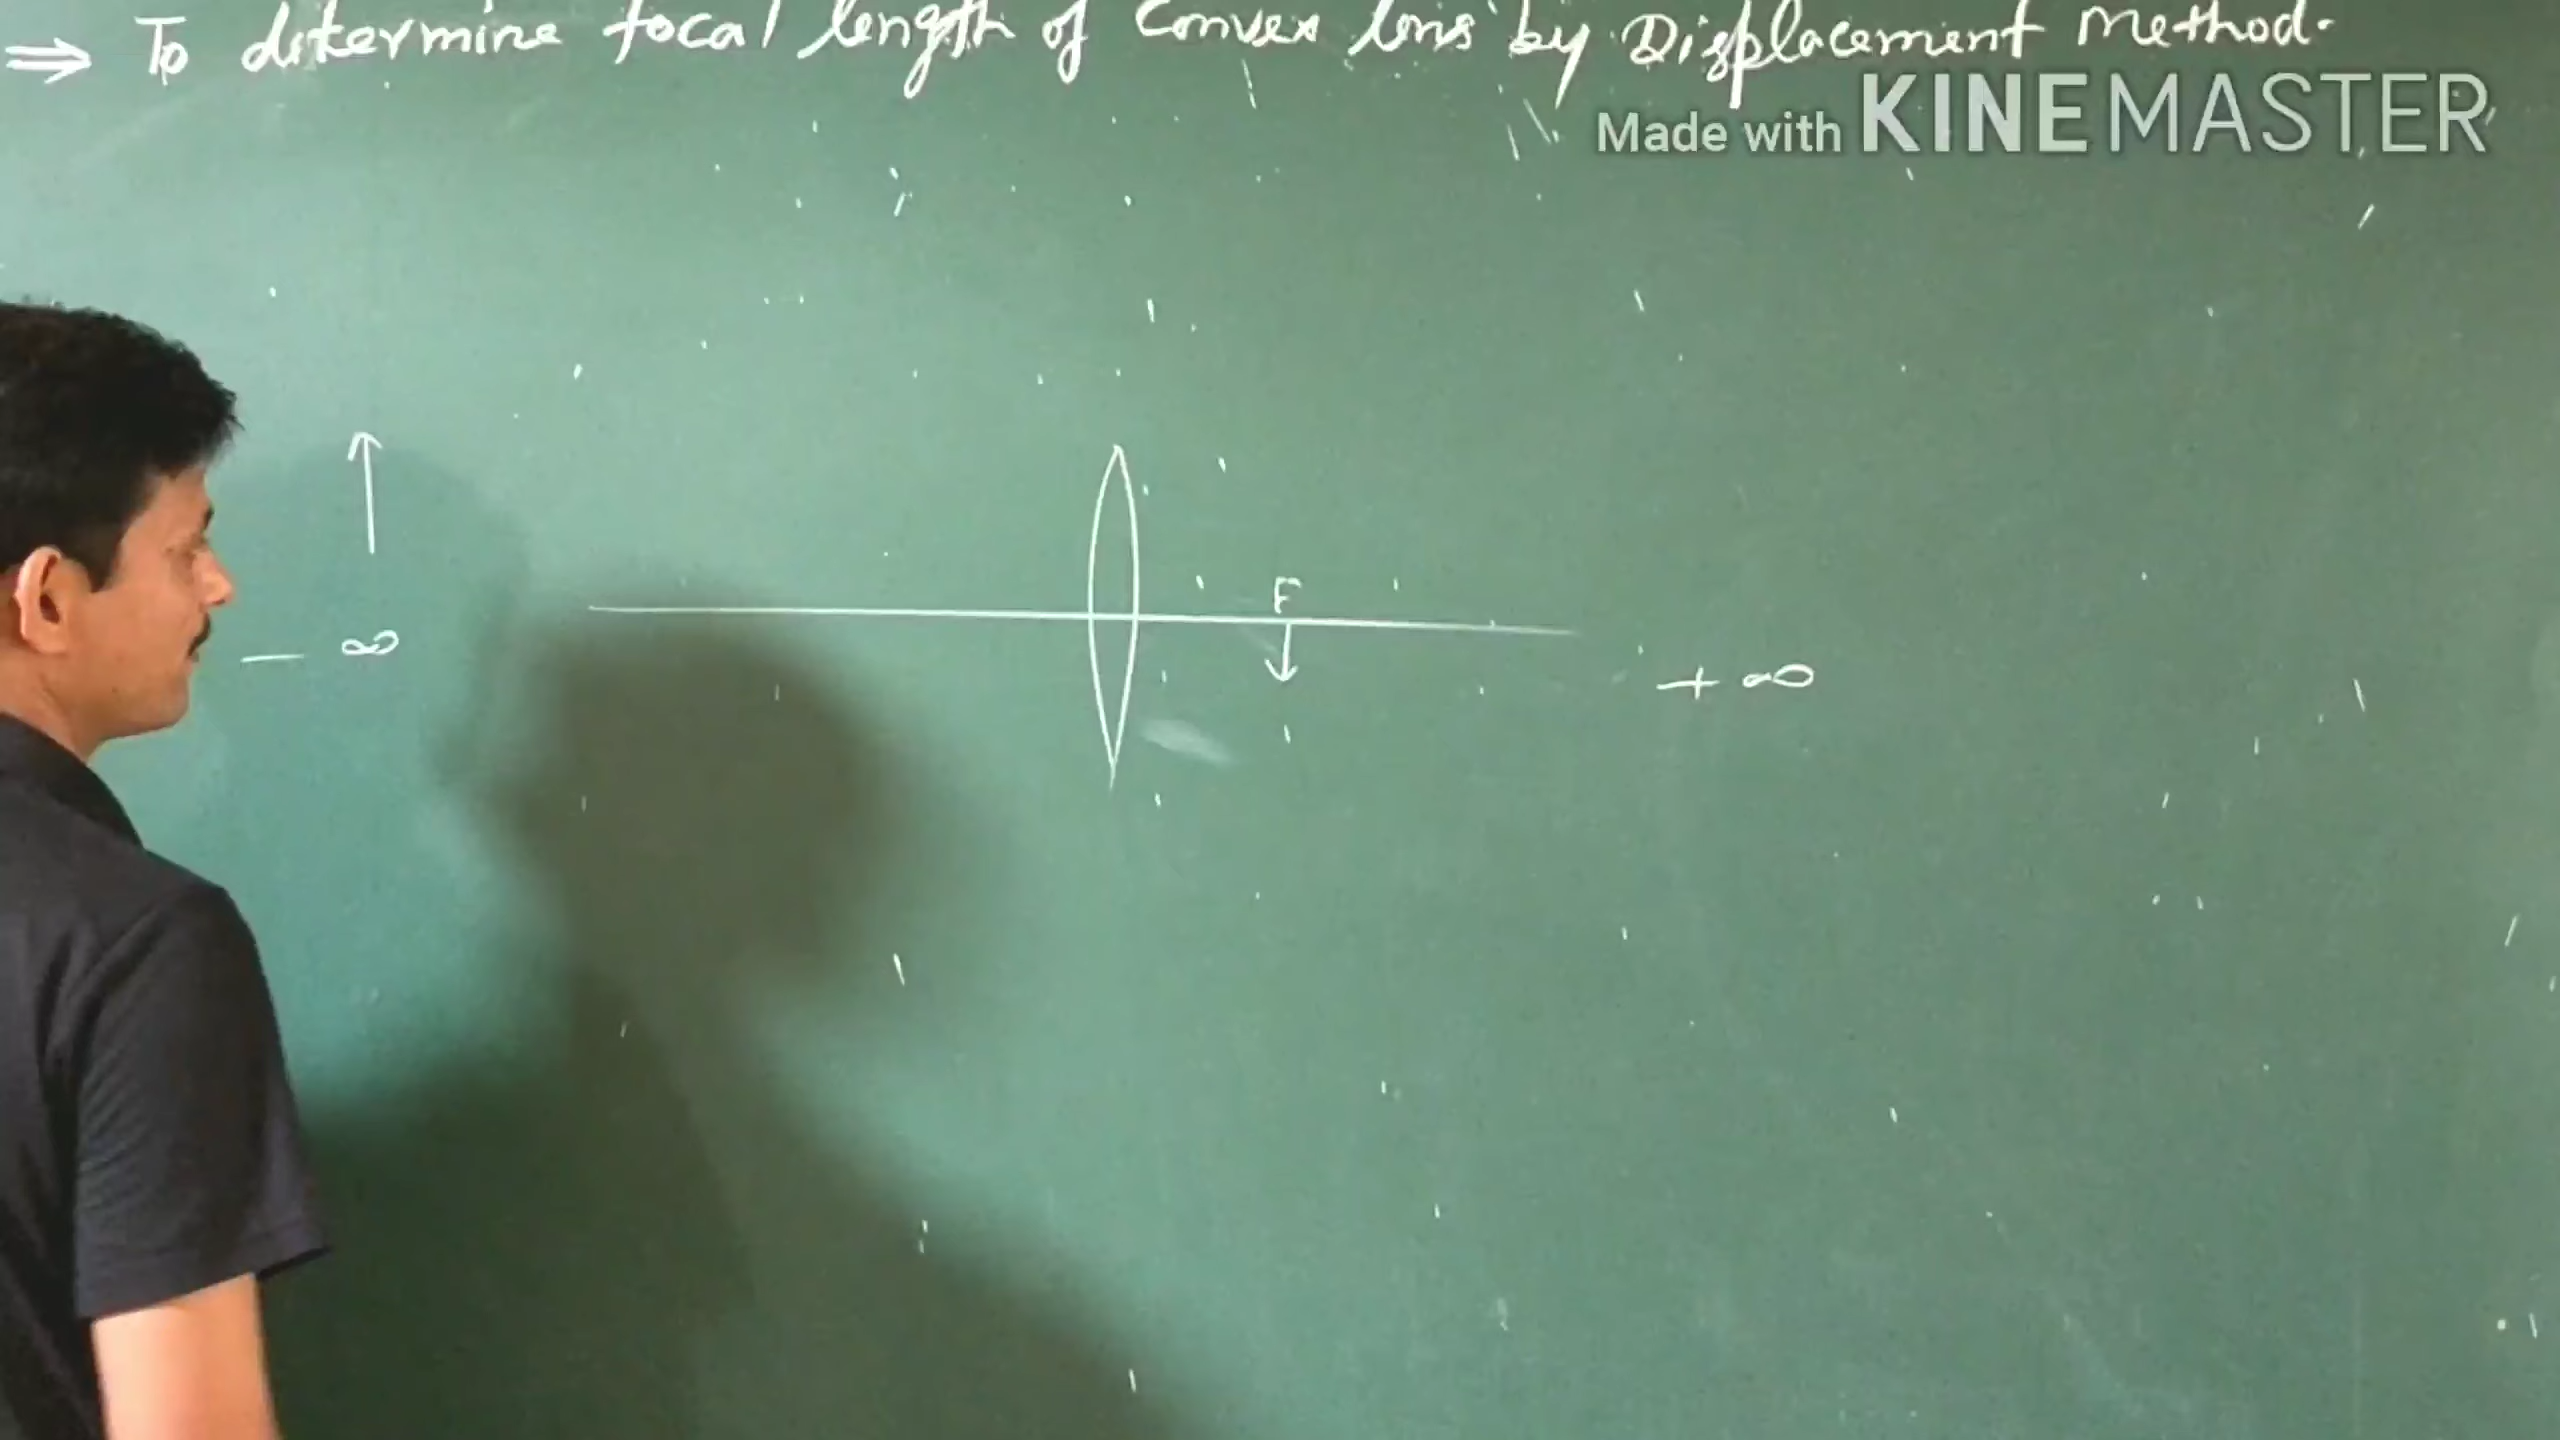 ⇒ To determine focal length of Convex lens by Displacement Method.
Made with KINEMASTER
F
- ∞
+ ∞